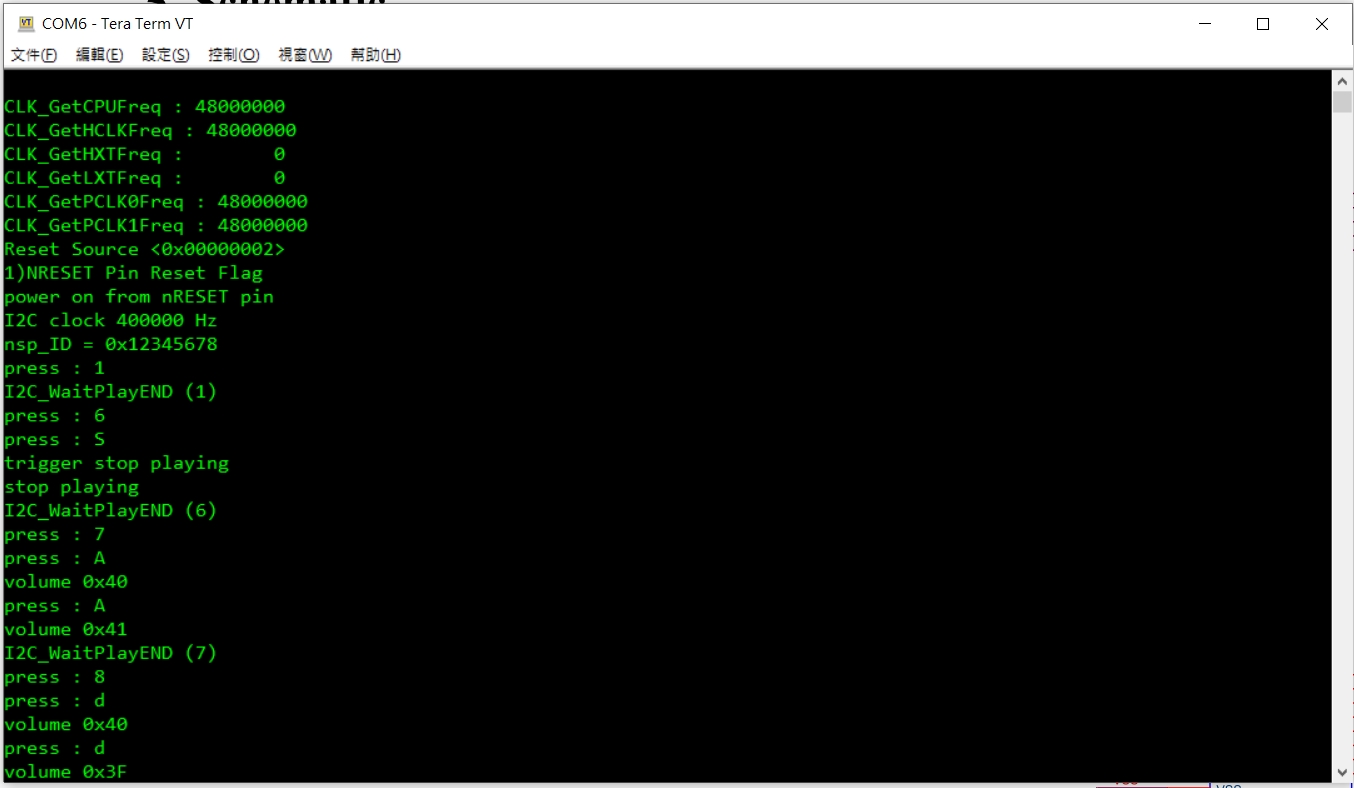 COM6 - Tera Term VT
文件(F) 編輯(E) 設定(S) 控制(O) 視窗(W) 幫助(H)
CLK_GetCPUFreq : 48000000
CLK_GetHCLKFreq : 48000000
CLK_GetHXTFreq :        0
CLK_GetLXTFreq :        0
CLK_GetPCLK0Freq : 48000000
CLK_GetPCLK1Freq : 48000000
Reset Source <0x00000002>
1)NRESET Pin Reset Flag
power on from nRESET pin
I2C clock 400000 Hz
nsp_ID = 0x12345678
press : 1
I2C_WaitPlayEND (1)
press : 6
press : S
trigger stop playing
stop playing
I2C_WaitPlayEND (6)
press : 7
press : A
volume 0x40
press : A
volume 0x41
I2C_WaitPlayEND (7)
press : 8
press : d
volume 0x40
press : d
volume 0x3F